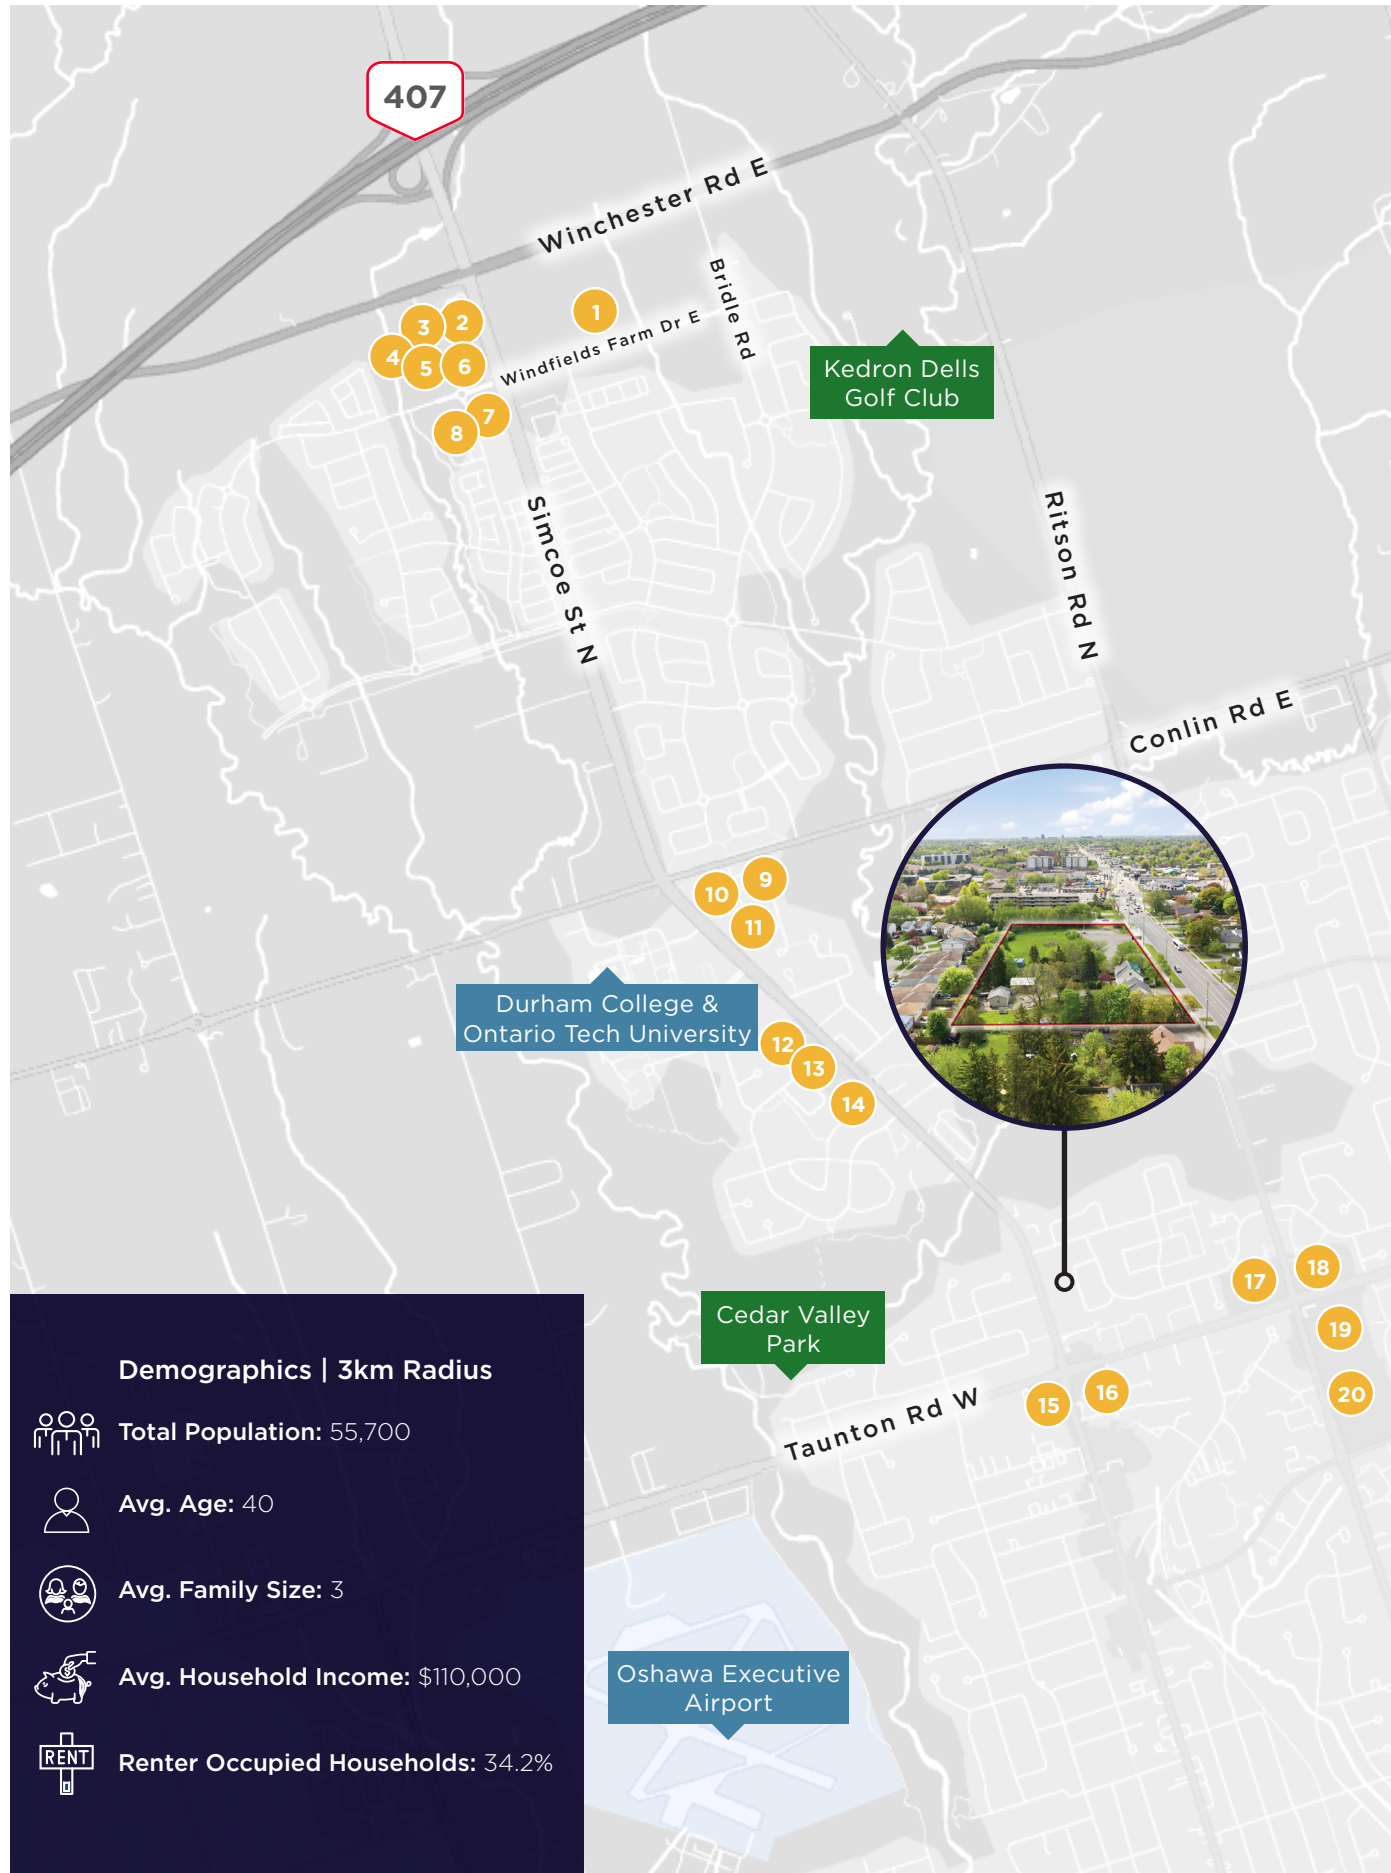 407
Winchester Rd E
Bridle Rd
1
2
3
Windfields Farm Dr E
4
5
6
Kedron Dells
Golf Club
7
8
Simcoe St N
Ritson Rd N
Conlin Rd E
9
10
11
Durham College &
Ontario Tech University
12
13
14
17
18
Cedar Valley
Park
19
16
15
20
Taunton Rd W
Demographics | 3km Radius
Total Population: 55,700
Avg. Age: 40
Avg. Family Size: 3
Avg. Household Income: $110,000
RENT
Renter Occupied Households: 34.2%
Oshawa Executive
Airport